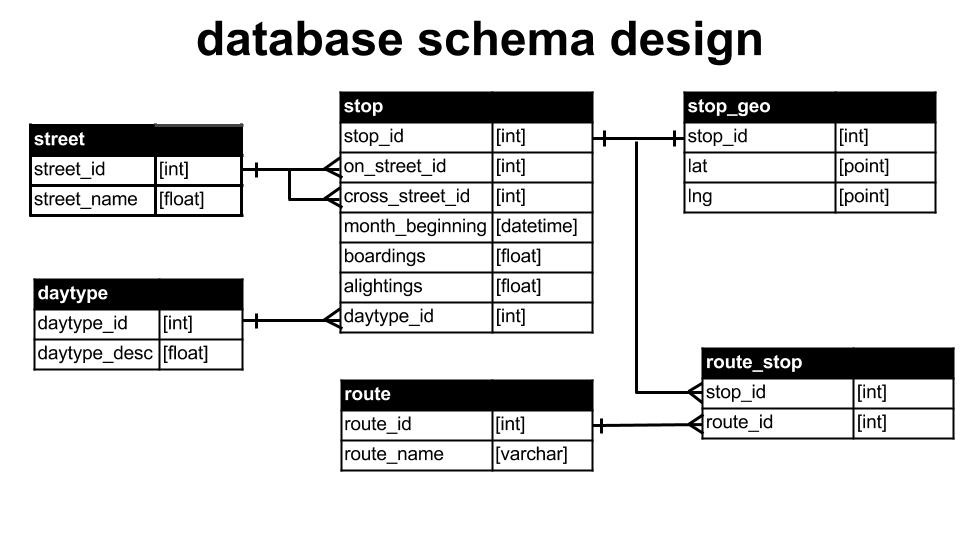 database schema design
street
street_id [int]
street_name [float]
daytype
daytype_id [int]
daytype_desc [float]
stop
stop_id [int]
on_street_id [int]
cross_street_id [int]
month_beginning [datetime]
boardings [float]
alightings [float]
daytype_id [int]
route
route_id [int]
route_name [varchar]
stop_geo
stop_id [int]
lat [point]
lng [point]
route_stop
stop_id [int]
route_id [int]